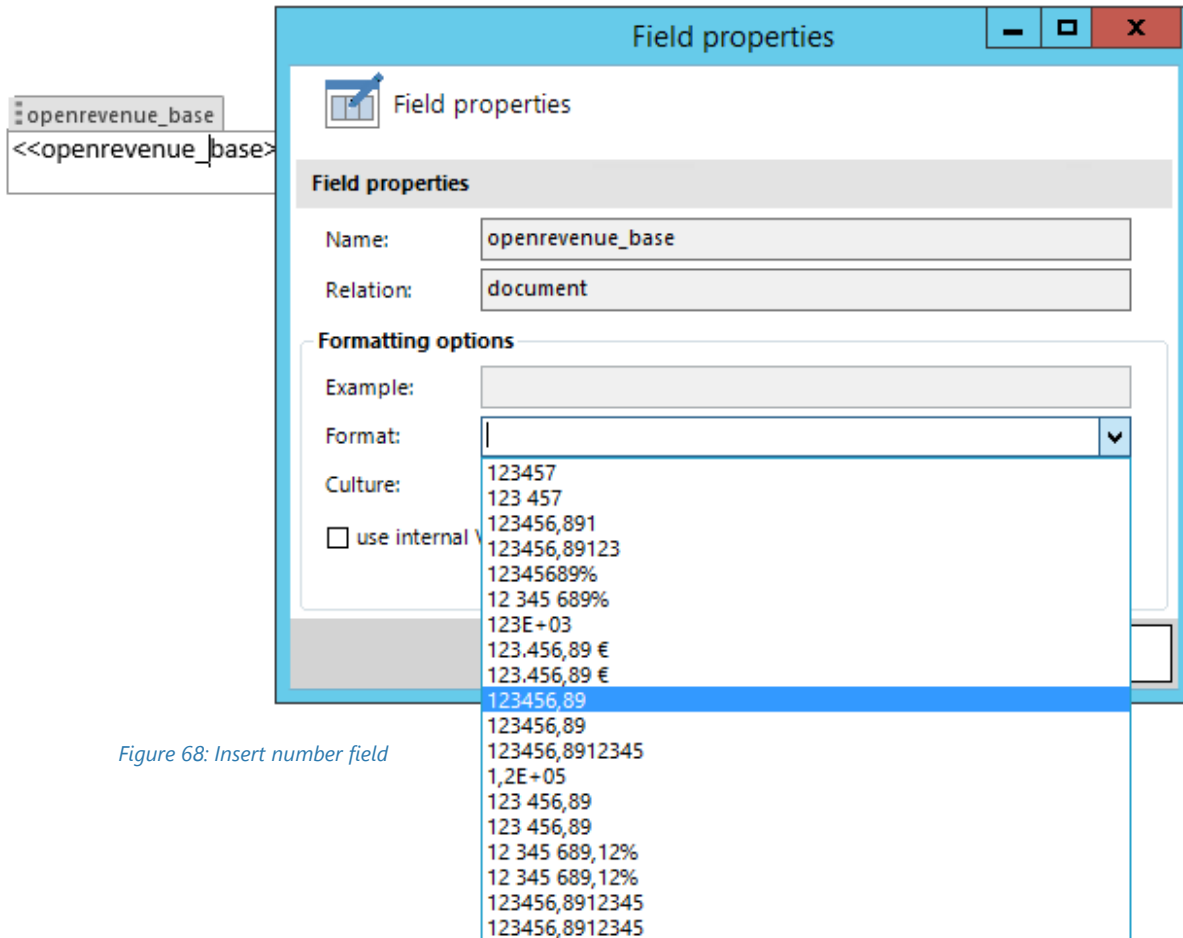 Field properties
Field properties
openrevenue_base
<<openrevenue_base>
Field properties
Name:
openrevenue_base
Relation:
document
Formatting options
Example:
Format:
Culture:
use internal
123457
123 457
123456,891
123456,89123
12345689%
12 345 689%
123E+03
123.456,89 €
123.456,89 €
123456,89
123456,89
123456,8912345
1,2E+05
123 456,89
123 456,89
12 345 689,12%
12 345 689,12%
123456,8912345
123456,8912345
Figure 68: Insert number field